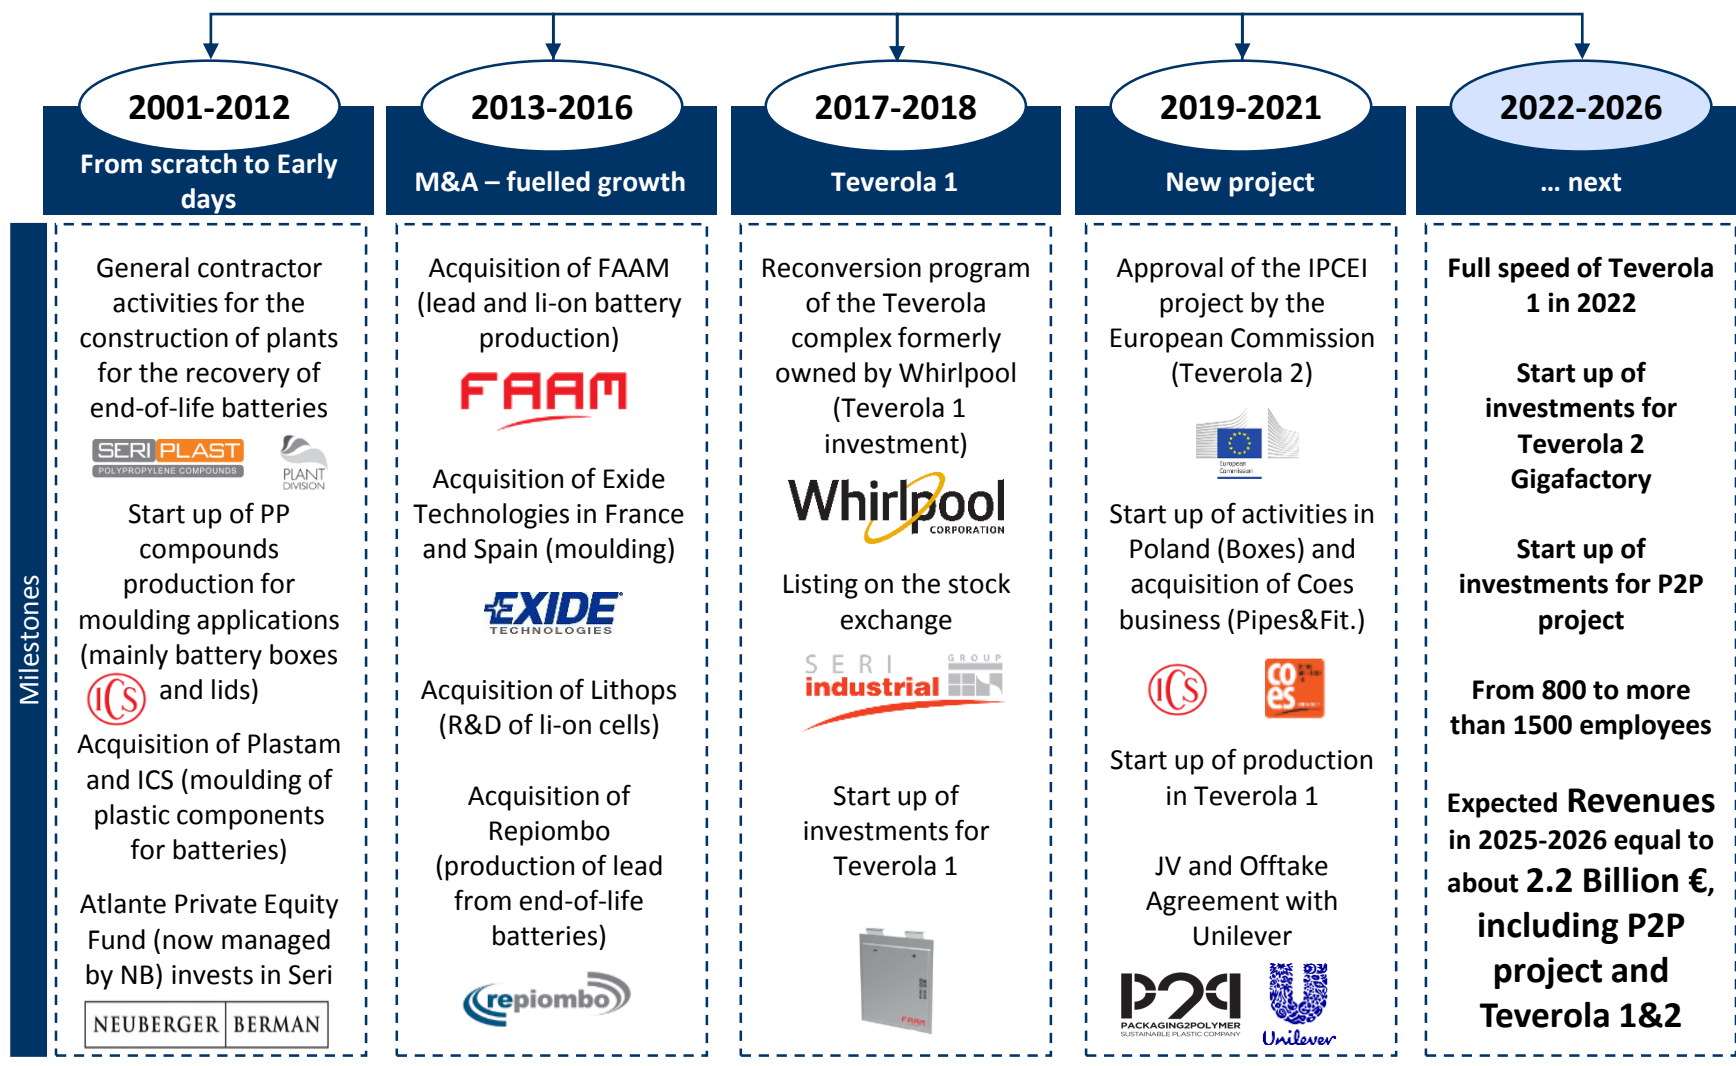 2001-2012
From scratch to Early
days
2013-2016
M&A – fuelled growth
2017-2018
Teverola 1
2019-2021
New project
2022-2026
... next
Milestones
General contractor
activities for the
construction of plants
for the recovery of
end-of-life batteries
SERI PLAST
POLYPROPYLENE COMPOUNDS
PLANT
DIVISION
Start up of PP
compounds
production for
moulding applications
(mainly battery boxes
and lids)
ICS
Acquisition of Plastam
and ICS (moulding of
plastic components
for batteries)
Atlante Private Equity
Fund (now managed
by NB) invests in Seri
NEUBERGER BERMAN
Acquisition of FAAM
(lead and li-on battery
production)
FAAM
Acquisition of Exide
Technologies in France
and Spain (moulding)
EXIDE
TECHNOLOGIES
Acquisition of Lithops
(R&D of li-on cells)
Acquisition of
Repiombo
(production of lead
from end-of-life
batteries)
repiombo
Reconversion program
of the Teverola
complex formerly
owned by Whirlpool
(Teverola 1
investment)
Whirlpool
CORPORATION
Listing on the stock
exchange
SERI GROUP
industrial
Start up of
investments for
Teverola 1
FAAM
Approval of the IPCEI
project by the
European Commission
(Teverola 2)
European
Commission
Start up of activities in
Poland (Boxes) and
acquisition of Coes
business (Pipes&Fit.)
ICS
co
es
Start up of production
in Teverola 1
JV and Offtake
Agreement with
Unilever
P2P
PACKAGING2POLYMER
SUSTAINABLE PLASTIC COMPANY
Unilever
Full speed of Teverola
1 in 2022
Start up of
investments for
Teverola 2
Gigafactory
Start up of
investments for P2P
project
From 800 to more
than 1500 employees
Expected Revenues
in 2025-2026 equal to
about 2.2 Billion €,
including P2P
project and
Teverola 1&2